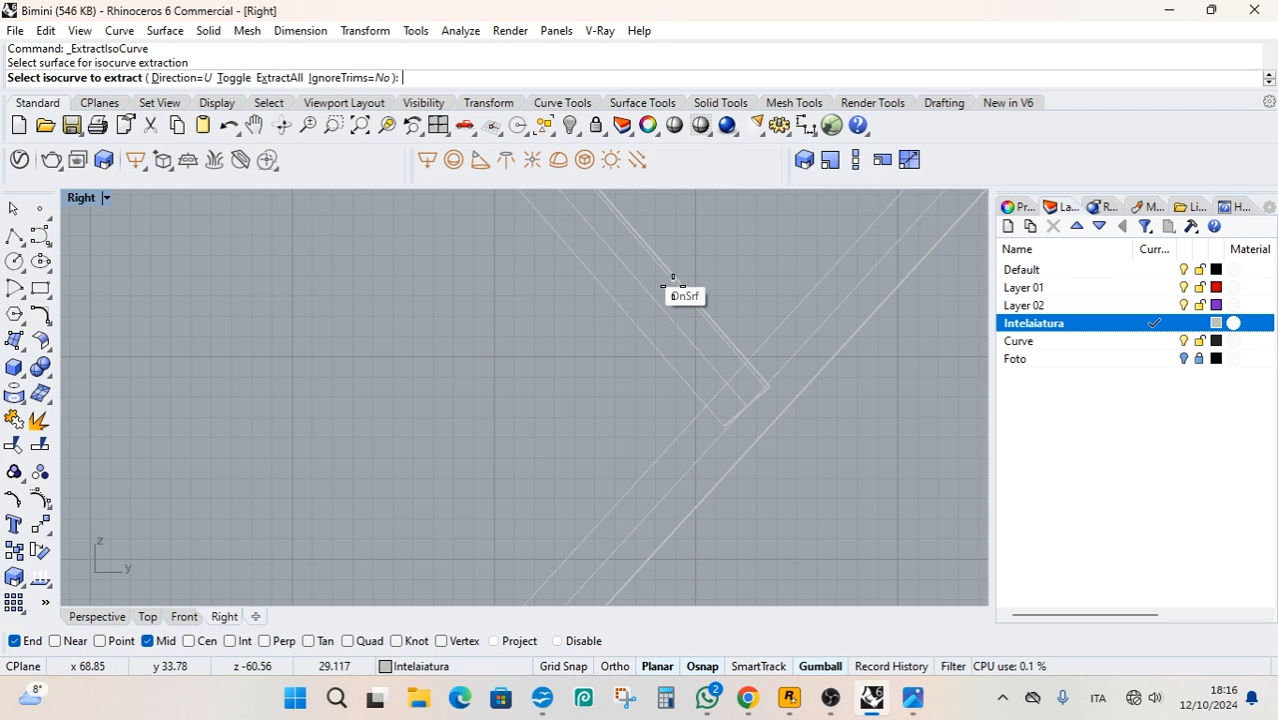 Bimini (546 KB) - Rhinoceros 6 Commercial - [Right]
File Edit View Curve Surface Solid Mesh Dimension Transform Tools Analyze Render Panels V-Ray Help
Command: _ExtractIsoCurve
Select surface for isocurve extraction
Select isocurve to extract ( Direction=U Toggle ExtractAll IgnoreTrims=No ):
Standard CPlanes Set View Display Select Viewport Layout Visibility Transform Curve Tools Surface Tools Solid Tools Mesh Tools Render Tools Drafting New in V6
Right
Pr... La... R... M... Li... H...
Name Curr... Material
Default
Layer 01
Layer 02
Intelaiatura
Curve
Foto
OnSrf
z
y
Perspective Top Front Right
End Near Point Mid Cen Int Perp Tan Quad Knot Vertex Project Disable
CPlane x 68.85 y 33.78 z -60.56 29.117 Intelaiatura Grid Snap Ortho Planar Osnap SmartTrack Gumball Record History Filter CPU use: 0.1 %
8°
2
ITA
18:16
12/10/2024